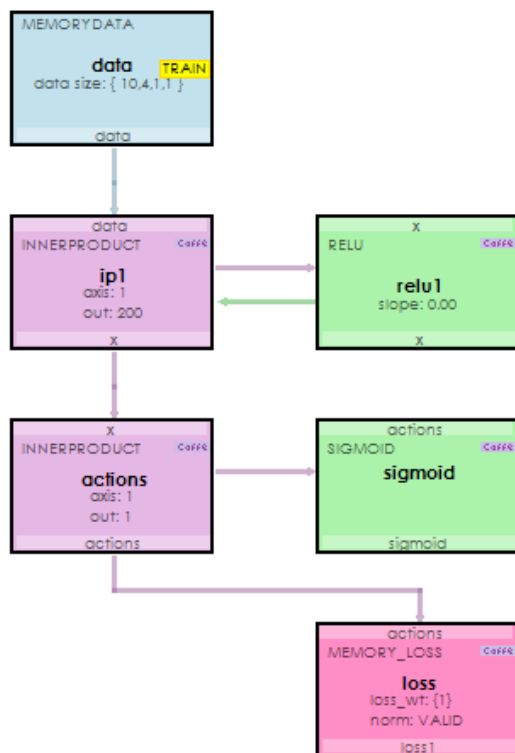 MEMORYDATA
data
TRAIN
data size: { 10,4,1,1 }
data
data
INNERPRODUCT Caffe
ip1
axis: 1
out: 200
x
x
RELU Caffe
relu1
slope: 0.00
x
x
INNERPRODUCT Caffe
actions
axis: 1
out: 1
actions
actions
SIGMOID Caffe
sigmoid
sigmoid
actions
MEMORY_LOSS Caffe
loss
loss_wt: {1}
norm: VALID
loss1